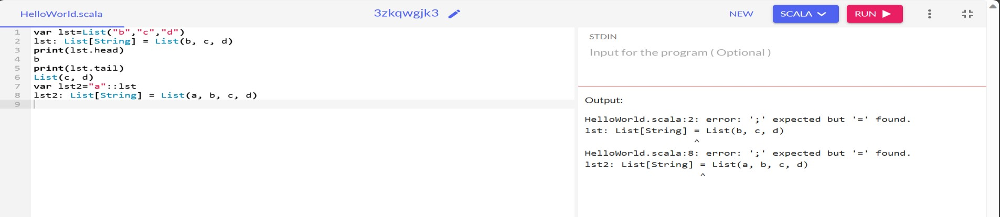 HelloWorld.scala
3zkqwgjk3
NEW
SCALA
RUN
1 var lst=List("b","c","d")
2 lst: List[String] = List(b, c, d)
3 print(lst.head)
4 b
5 print(lst.tail)
6 List(c, d)
7 var lst2="a"::lst
8 lst2: List[String] = List(a, b, c, d)
9
STDIN
Input for the program ( Optional )
Output:
HelloWorld.scala:2: error: ';' expected but '=' found.
lst: List[String] = List(b, c, d)
^
HelloWorld.scala:8: error: ';' expected but '=' found.
lst2: List[String] = List(a, b, c, d)
^